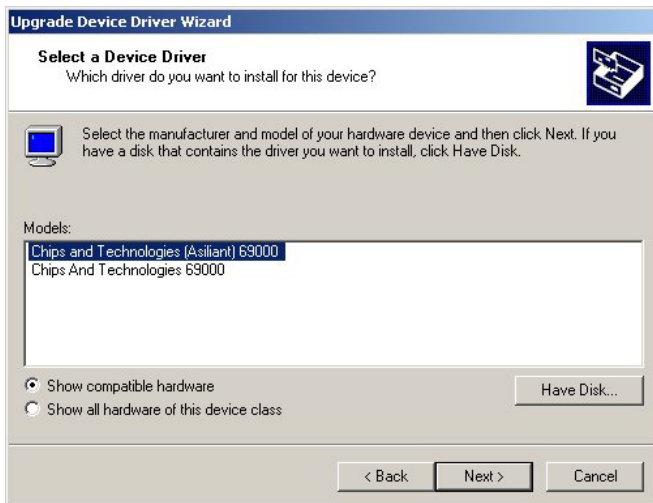 Upgrade Device Driver Wizard
Select a Device Driver
Which driver do you want to install for this device?
Select the manufacturer and model of your hardware device and then click Next. If you
have a disk that contains the driver you want to install, click Have Disk.
Models:
Chips and Technologies (Asiliant) 69000
Chips And Technologies 69000
Show compatible hardware
Show all hardware of this device class
Have Disk...
< Back
Next >
Cancel